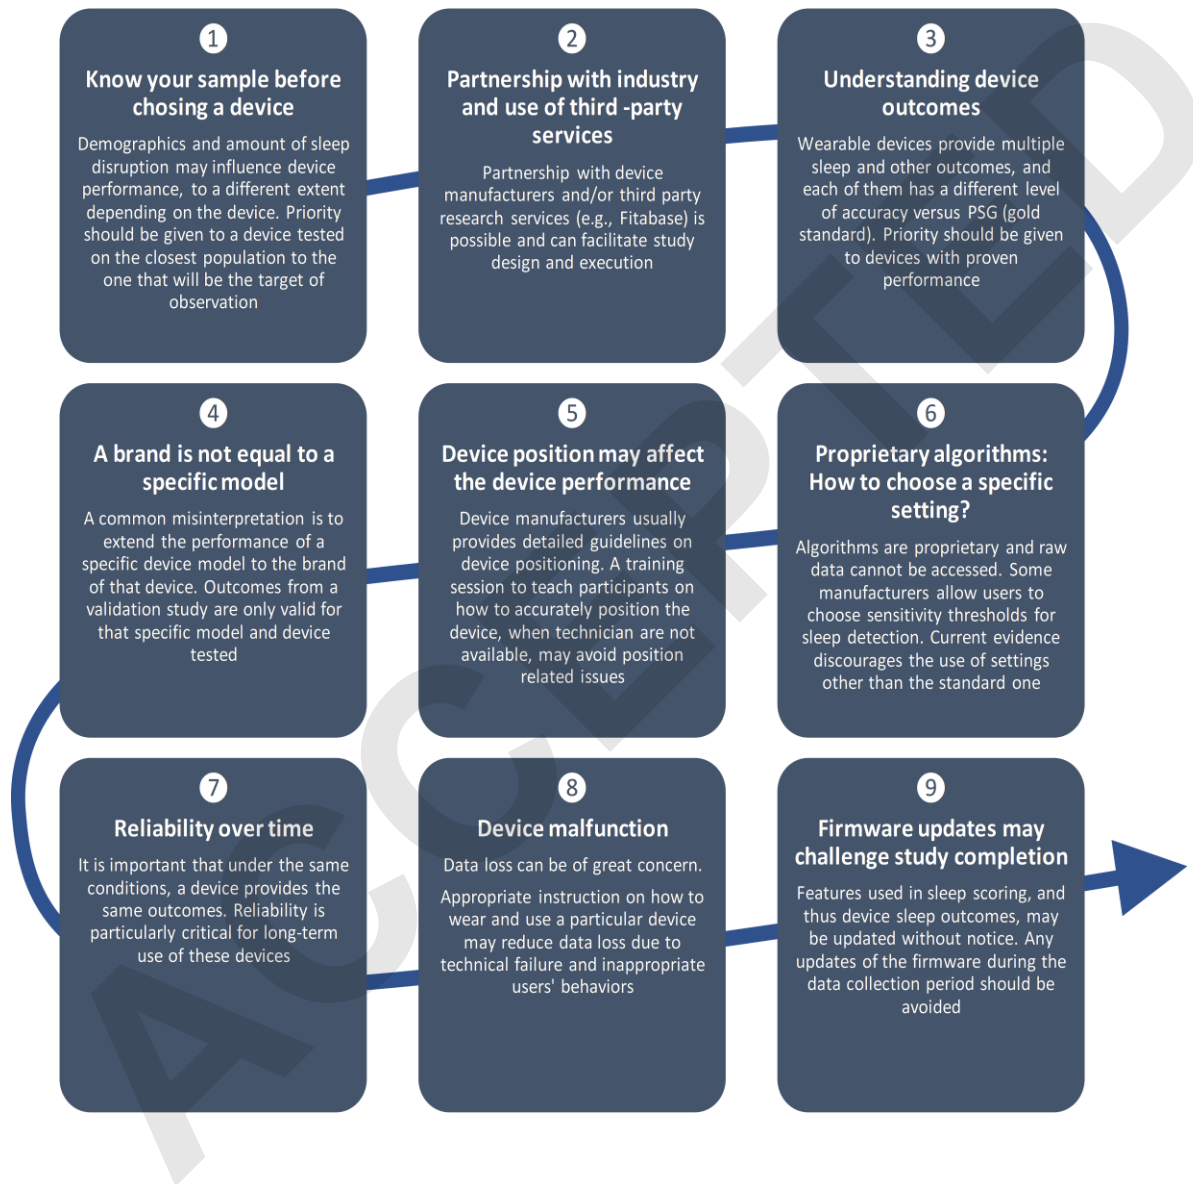 1
Know your sample before
chosing a device
Demographics and amount of sleep
disruption may influence device
performance, to a different extent
depending on the device. Priority
should be given to a device tested
on the closest population to the
one that will be the target of
observation
2
Partnership with industry
and use of third -party
services
Partnership with device
manufacturers and/or third party
research services (e.g., Fitabase) is
possible and can facilitate study
design and execution
3
Understanding device
outcomes
Wearable devices provide multiple
sleep and other outcomes, and
each of them has a different level
of accuracy versus PSG (gold
standard). Priority should be given
to devices with proven
performance
4
A brand is not equal to a
specific model
A common misinterpretation is to
extend the performance of a
specific device model to the brand
of that device. Outcomes from a
validation study are only valid for
that specific model and device
tested
5
Device position may affect
the device performance
Device manufacturers usually
provides detailed guidelines on
device positioning. A training
session to teach participants on
how to accurately position the
device, when technician are not
available, may avoid position
related issues
6
Proprietary algorithms:
How to choose a specific
setting?
Algorithms are proprietary and raw
data cannot be accessed. Some
manufacturers allow users to
choose sensitivity thresholds for
sleep detection. Current evidence
discourages the use of settings
other than the standard one
7
Reliability over time
It is important that under the same
conditions, a device provides the
same outcomes. Reliability is
particularly critical for long-term
use of these devices
8
Device malfunction
Data loss can be of great concern.
Appropriate instruction on how to
wear and use a particular device
may reduce data loss due to
technical failure and inappropriate
users' behaviors
9
Firmware updates may
challenge study completion
Features used in sleep scoring, and
thus device sleep outcomes, may
be updated without notice. Any
updates of the firmware during the
data collection period should be
avoided
ACCEPTED